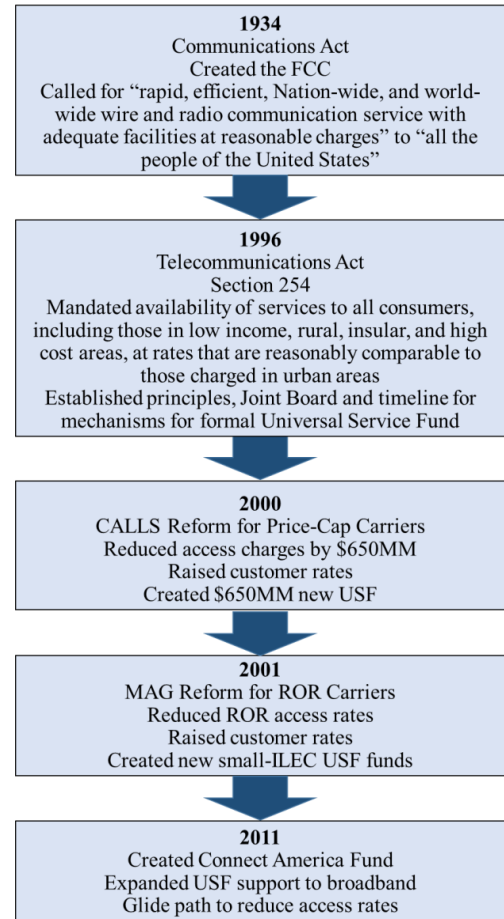 1934
Communications Act
Created the FCC
Called for “rapid, efficient, Nation-wide, and world-
wide wire and radio communication service with
adequate facilities at reasonable charges” to “all the
people of the United States”
1996
Telecommunications Act
Section 254
Mandated availability of services to all consumers,
including those in low income, rural, insular, and high
cost areas, at rates that are reasonably comparable to
those charged in urban areas
Established principles, Joint Board and timeline for
mechanisms for formal Universal Service Fund
2000
CALLS Reform for Price-Cap Carriers
Reduced access charges by $650MM
Raised customer rates
Created $650MM new USF
2001
MAG Reform for ROR Carriers
Reduced ROR access rates
Raised customer rates
Created new small-ILEC USF funds
2011
Created Connect America Fund
Expanded USF support to broadband
Glide path to reduce access rates